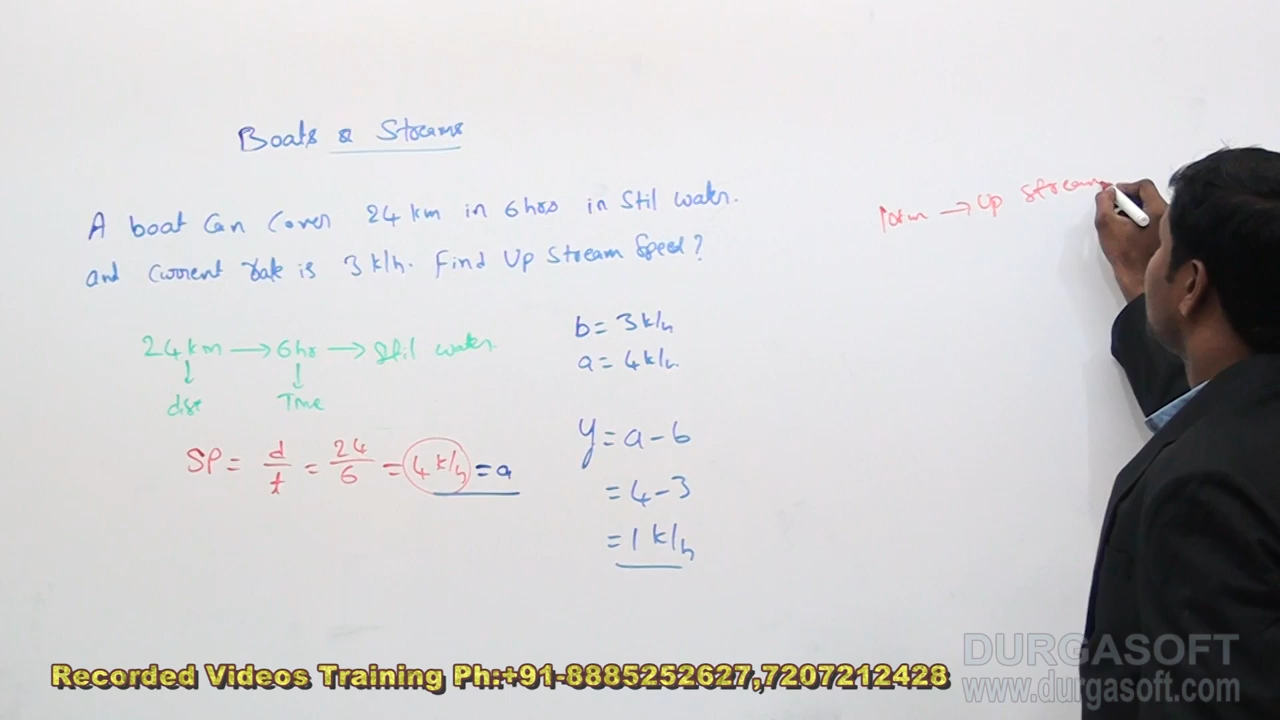 Boats & Streams
A boat Can Cover 24 km in 6 hrs in Stil water.
and Current rate is 3 k/h. Find Up Stream Speed?
24 km → 6 hr → Stil water
dist Time
SP = d/t = 24/6 = 4 k/h = a
b = 3 k/h
a = 4 k/h
y = a - b
= 4 - 3
= 1 k/h
→ Up Stream
Recorded Videos Training Ph:+91-8885252627,7207212428
DURGASOFT
www.durgasoft.com